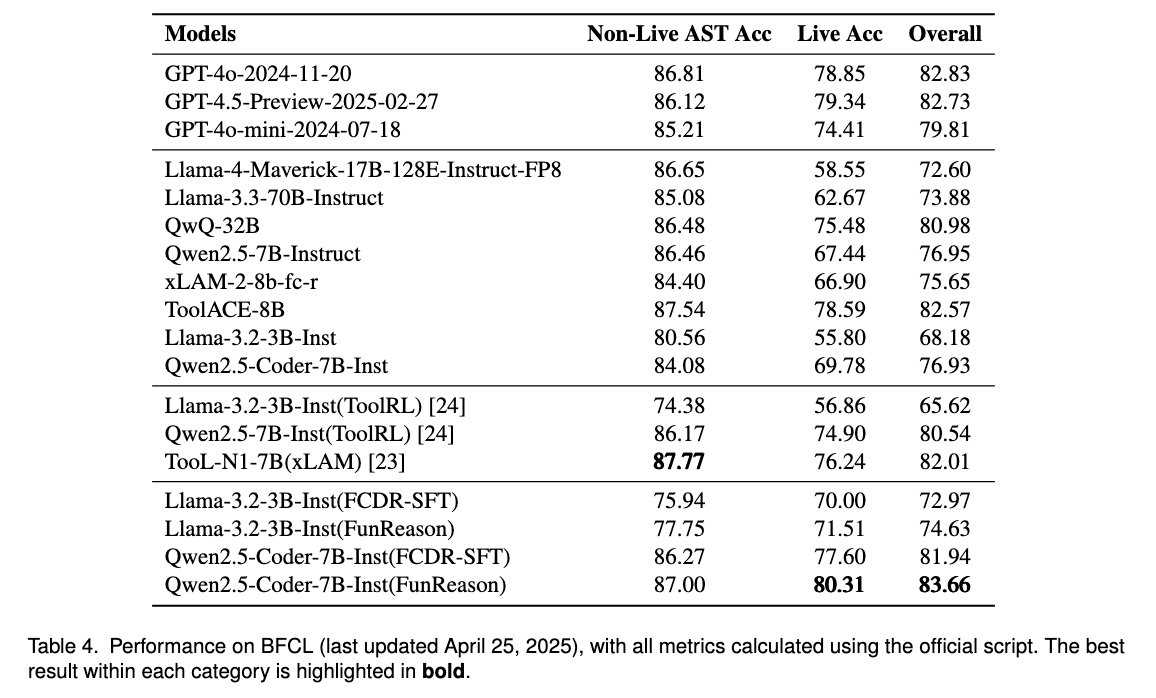 Models Non-Live AST Acc Live Acc Overall
GPT-4o-2024-11-20 86.81 78.85 82.83
GPT-4.5-Preview-2025-02-27 86.12 79.34 82.73
GPT-4o-mini-2024-07-18 85.21 74.41 79.81
Llama-4-Maverick-17B-128E-Instruct-FP8 86.65 58.55 72.60
Llama-3.3-70B-Instruct 85.08 62.67 73.88
QwQ-32B 86.48 75.48 80.98
Qwen2.5-7B-Instruct 86.46 67.44 76.95
xLAM-2-8b-fc-r 84.40 66.90 75.65
ToolACE-8B 87.54 78.59 82.57
Llama-3.2-3B-Inst 80.56 55.80 68.18
Qwen2.5-Coder-7B-Inst 84.08 69.78 76.93
Llama-3.2-3B-Inst(ToolRL) [24] 74.38 56.86 65.62
Qwen2.5-7B-Inst(ToolRL) [24] 86.17 74.90 80.54
TooL-N1-7B(xLAM) [23] 87.77 76.24 82.01
Llama-3.2-3B-Inst(FCDR-SFT) 75.94 70.00 72.97
Llama-3.2-3B-Inst(FunReason) 77.75 71.51 74.63
Qwen2.5-Coder-7B-Inst(FCDR-SFT) 86.27 77.60 81.94
Qwen2.5-Coder-7B-Inst(FunReason) 87.00 80.31 83.66
Table 4. Performance on BFCL (last updated April 25, 2025), with all metrics calculated using the official script. The best
result within each category is highlighted in bold.